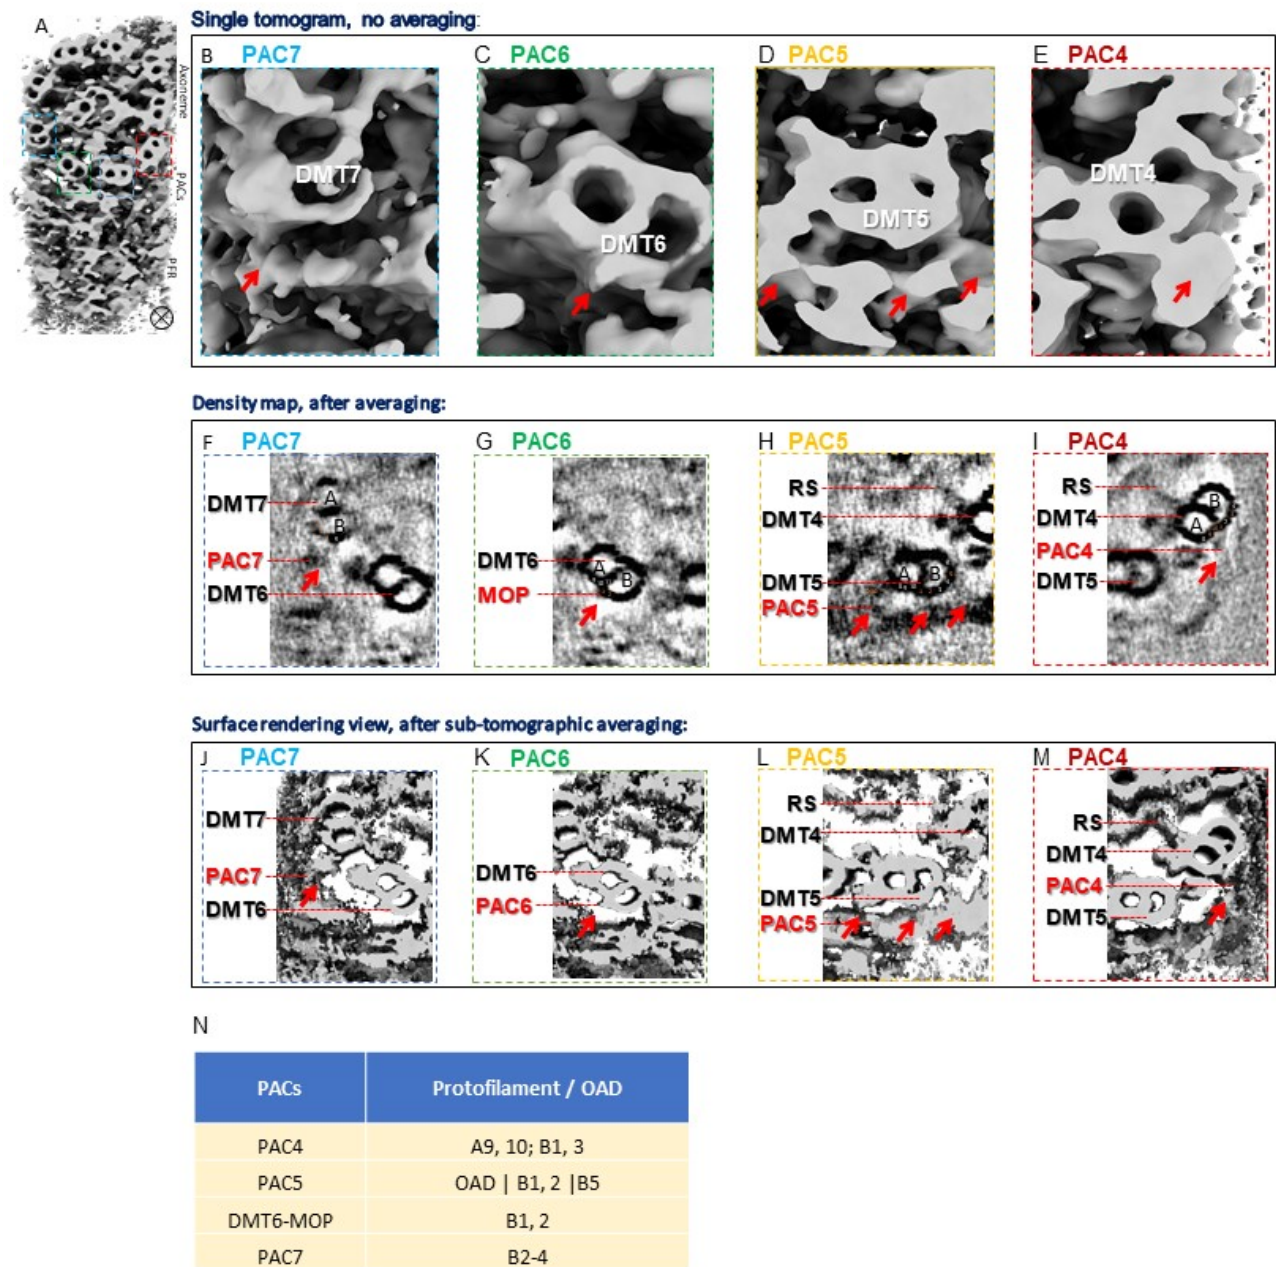 A
Axoneme
PACs
PFR
Single tomogram, no averaging:
B PAC7
C PAC6
D PAC5
E PAC4
DMT7
DMT6
DMT5
DMT4
Density map, after averaging:
F PAC7
G PAC6
H PAC5
I PAC4
DMT7
A
B
PAC7
DMT6
DMT6
A
B
MOP
RS
DMT4
A
B
DMT5
PAC5
RS
B
DMT4
A
PAC4
DMT5
Surface rendering view, after sub-tomographic averaging:
J PAC7
K PAC6
L PAC5
M PAC4
DMT7
PAC7
DMT6
DMT6
PAC6
RS
DMT4
DMT5
PAC5
RS
DMT4
PAC4
DMT5
N
PACs Protofilament / OAD
PAC4 A9, 10; B1, 3
PAC5 OAD | B1, 2 |B5
DMT6-MOP B1, 2
PAC7 B2-4